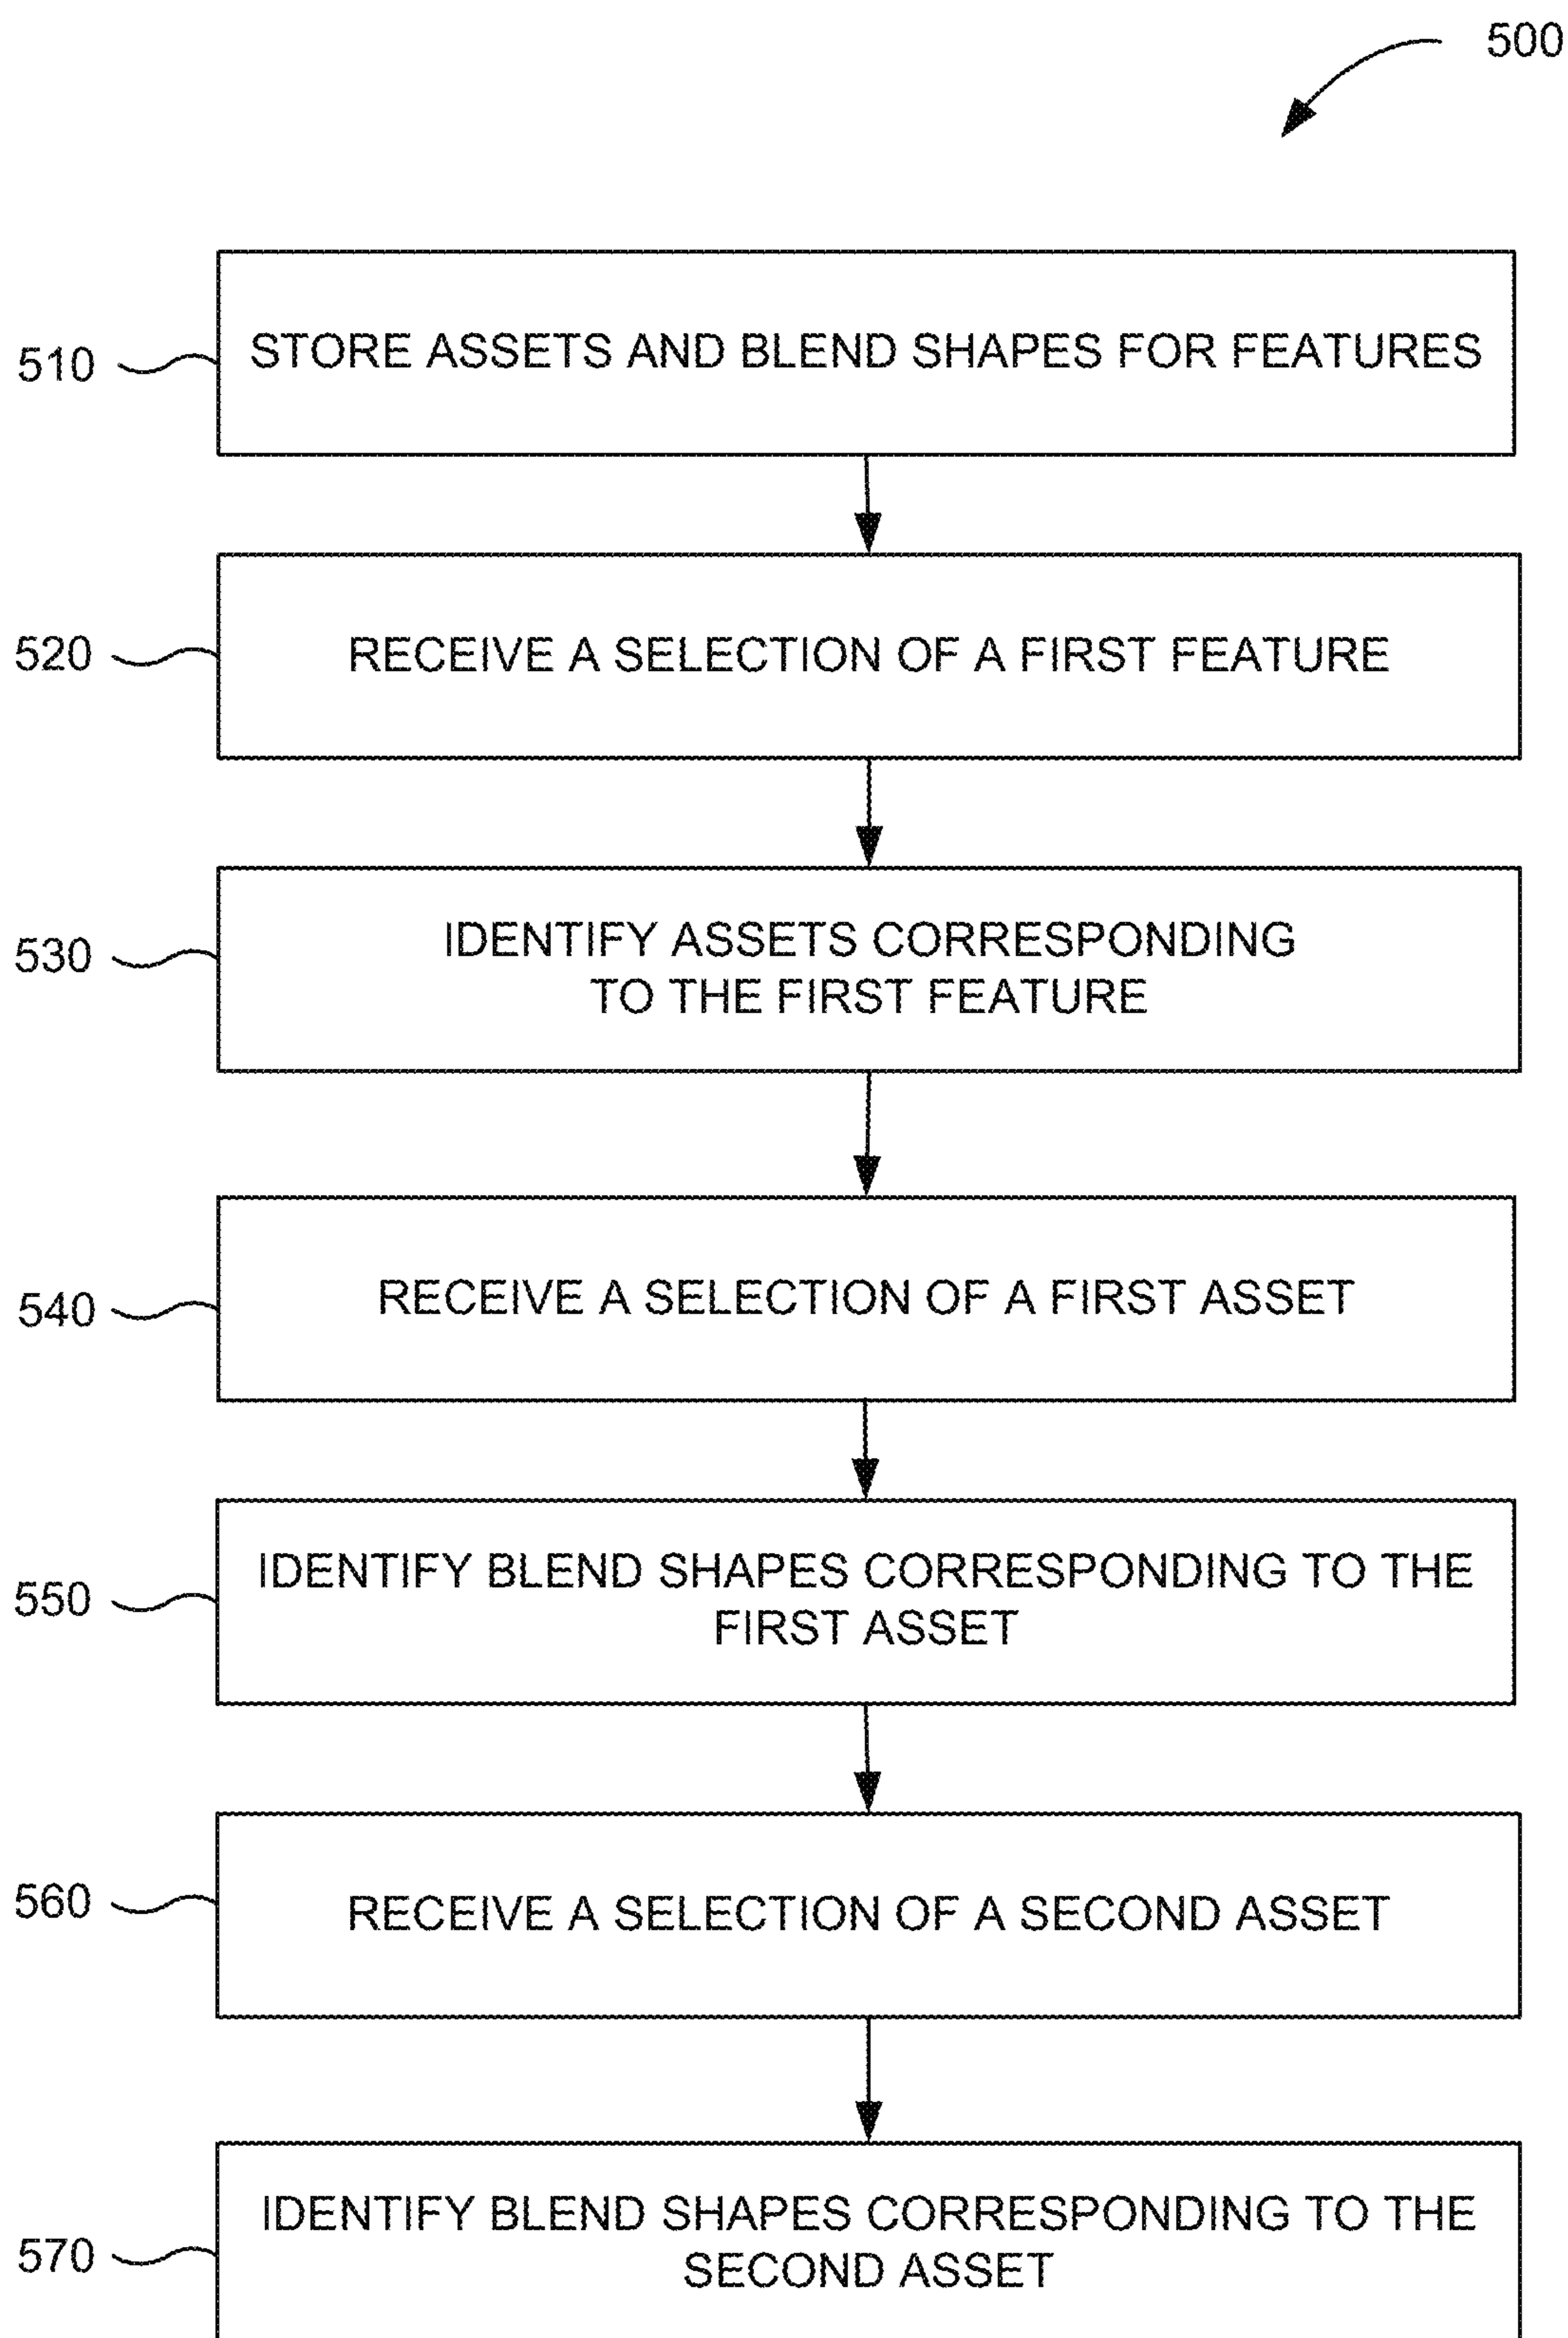 500
510
STORE ASSETS AND BLEND SHAPES FOR FEATURES
520
RECEIVE A SELECTION OF A FIRST FEATURE
530
IDENTIFY ASSETS CORRESPONDING
TO THE FIRST FEATURE
540
RECEIVE A SELECTION OF A FIRST ASSET
550
IDENTIFY BLEND SHAPES CORRESPONDING TO THE
FIRST ASSET
560
RECEIVE A SELECTION OF A SECOND ASSET
570
IDENTIFY BLEND SHAPES CORRESPONDING TO THE
SECOND ASSET